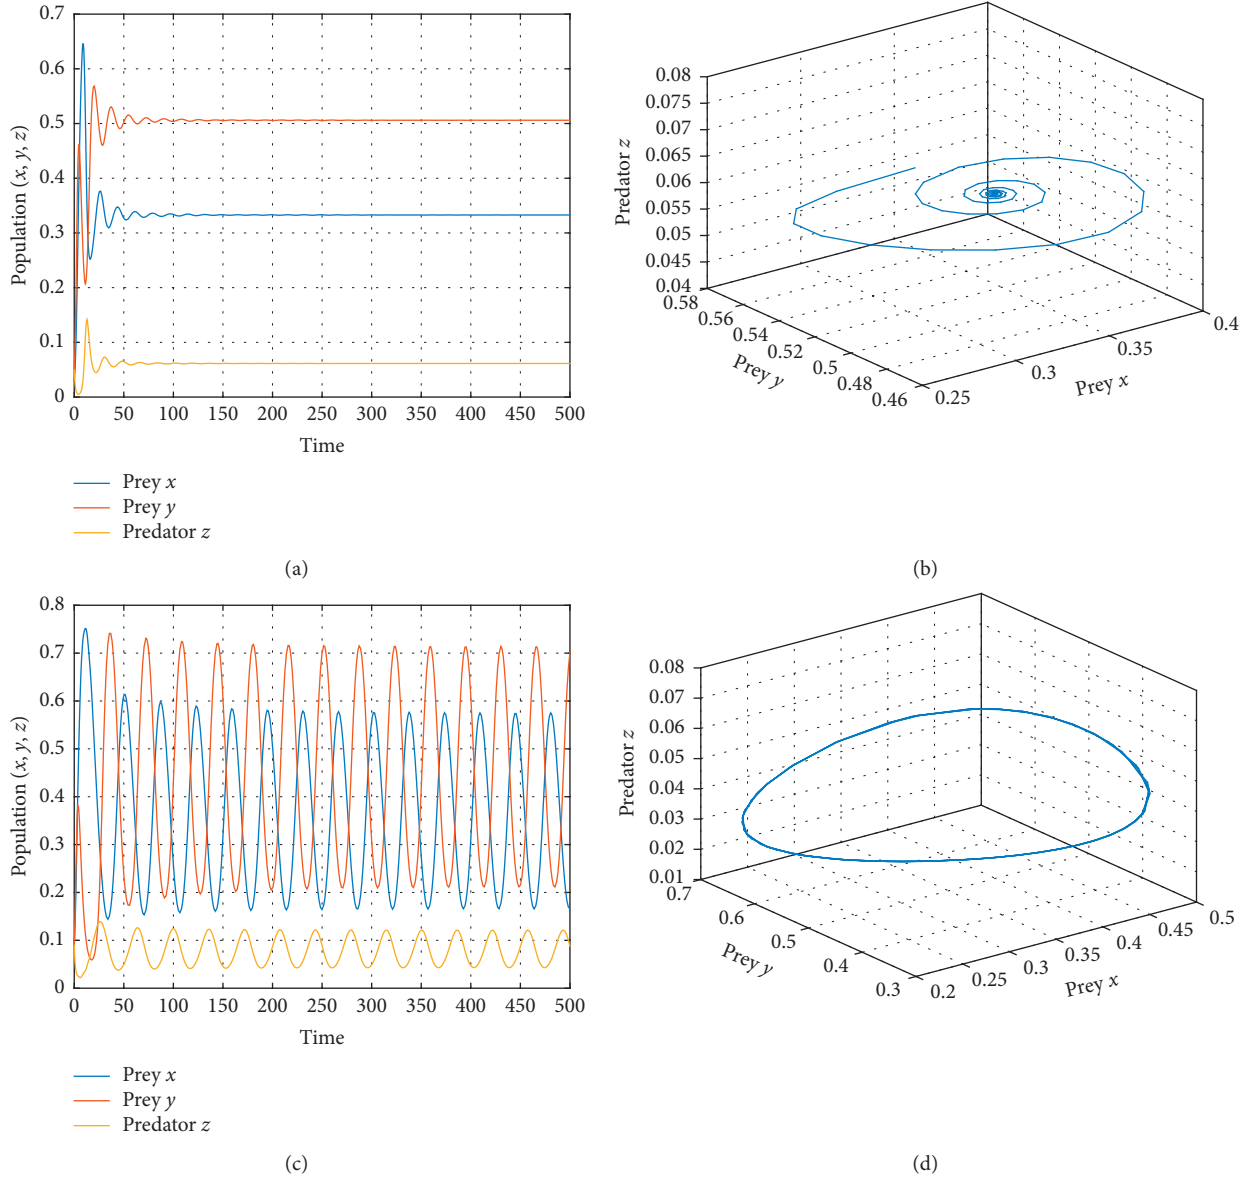 0.7
0.6
0.5
0.4
0.3
0.2
0.1
0
Population (x, y, z)
0 50 100 150 200 250 300 350 400 450 500
Time
Prey x
Prey y
Predator z
(a)
0.08
0.075
0.07
0.065
0.06
0.055
0.05
0.045
0.04
Predator z
0.58
0.56
0.54
0.52
0.5
0.48
0.46
Prey y
0.25
0.3
0.35
0.4
Prey x
(b)
0.8
0.7
0.6
0.5
0.4
0.3
0.2
0.1
0
Population (x, y, z)
0 50 100 150 200 250 300 350 400 450 500
Time
Prey x
Prey y
Predator z
(c)
0.08
0.07
0.06
0.05
0.04
0.03
0.02
0.01
Predator z
0.7
0.6
0.5
0.4
0.3
Prey y
0.2
0.25
0.3
0.35
0.4
0.45
0.5
Prey x
(d)